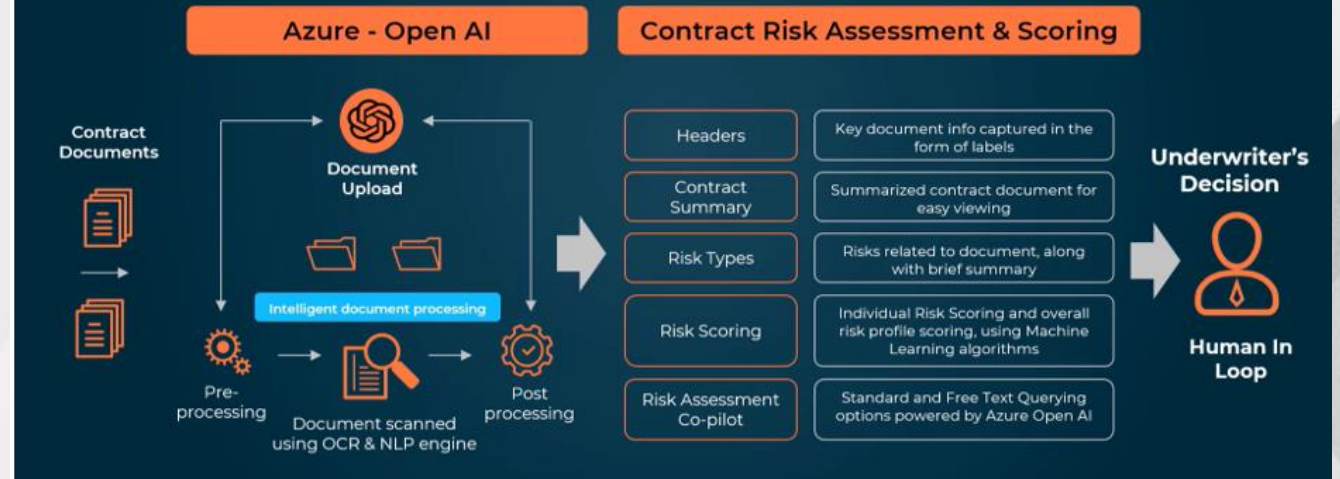 Azure - Open AI
Contract Risk Assessment & Scoring
Contract
Documents
Document
Upload
Intelligent document processing
Pre-
processing
Document scanned
using OCR & NLP engine
Post
processing
Headers
Key document info captured in the
form of labels
Contract
Summary
Summarized contract document for
easy viewing
Risk Types
Risks related to document, along
with brief summary
Risk Scoring
Individual Risk Scoring and overall
risk profile scoring, using Machine
Learning algorithms
Risk Assessment
Co-pilot
Standard and Free Text Querying
options powered by Azure Open AI
Underwriter's
Decision
Human In
Loop